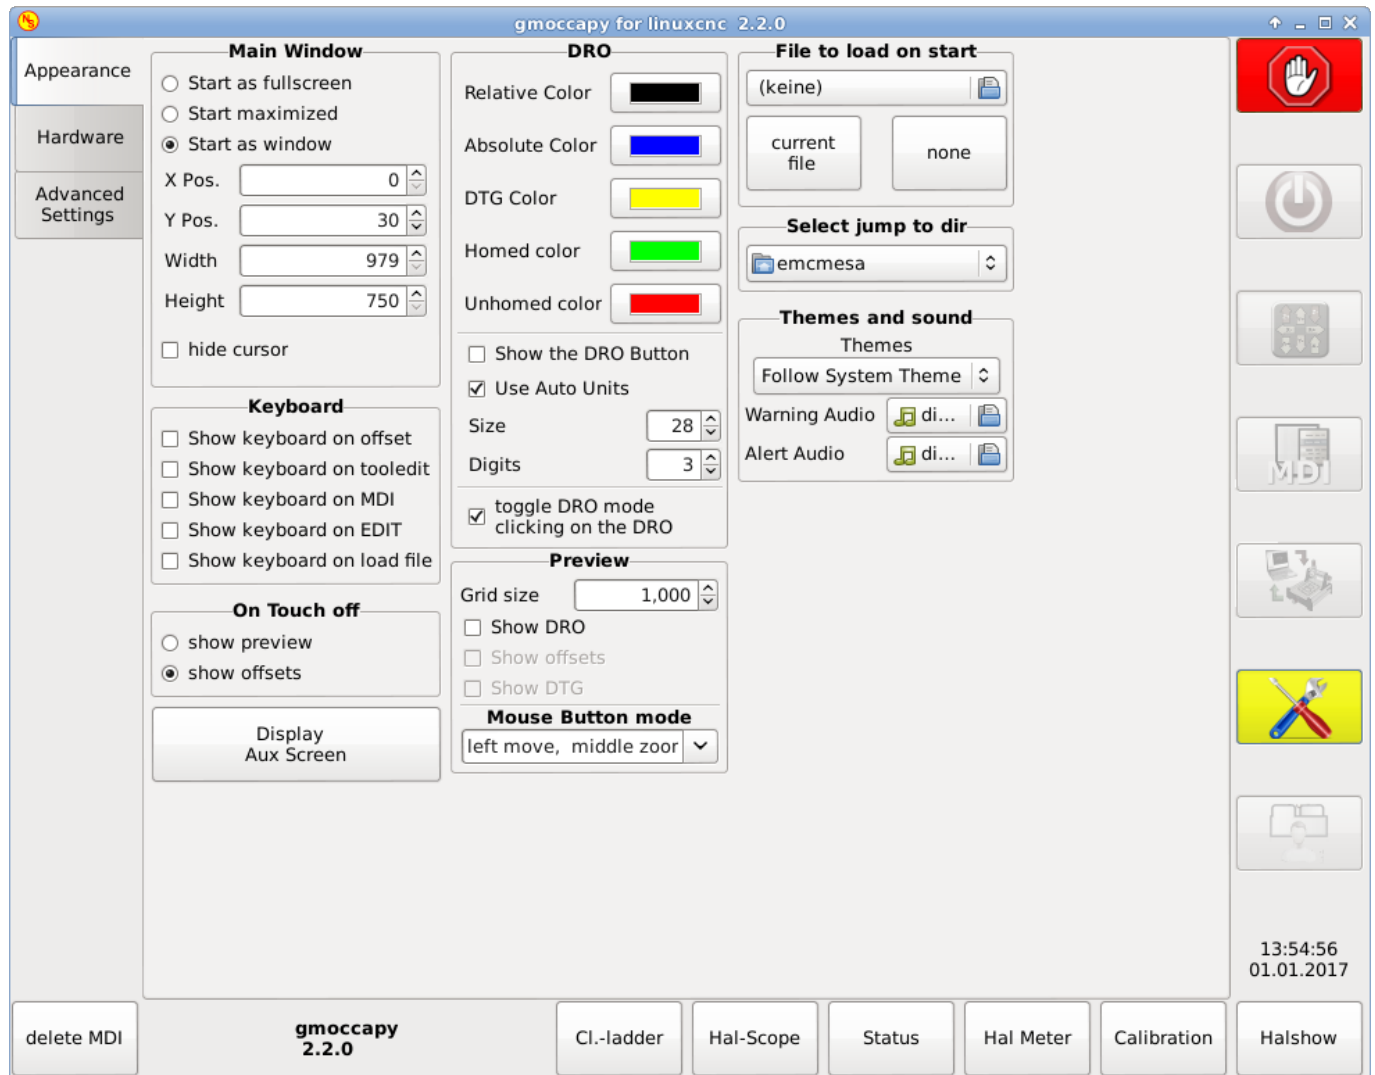 gmoccapy for linuxcnc 2.2.0
Appearance
Hardware
Advanced
Settings
Main Window
Start as fullscreen
Start maximized
Start as window
X Pos. 0
Y Pos. 30
Width 979
Height 750
hide cursor
Keyboard
Show keyboard on offset
Show keyboard on tooledit
Show keyboard on MDI
Show keyboard on EDIT
Show keyboard on load file
On Touch off
show preview
show offsets
Display
Aux Screen
DRO
Relative Color
Absolute Color
DTG Color
Homed color
Unhomed color
Show the DRO Button
Use Auto Units
Size 28
Digits 3
toggle DRO mode
clicking on the DRO
Preview
Grid size 1,000
Show DRO
Show offsets
Show DTG
Mouse Button mode
left move, middle zoor
File to load on start
(keine)
current
file
none
Select jump to dir
emcmesa
Themes and sound
Themes
Follow System Theme
Warning Audio di...
Alert Audio di...
MDI
13:54:56
01.01.2017
delete MDI
gmoccapy
2.2.0
Cl.-ladder
Hal-Scope
Status
Hal Meter
Calibration
Halshow